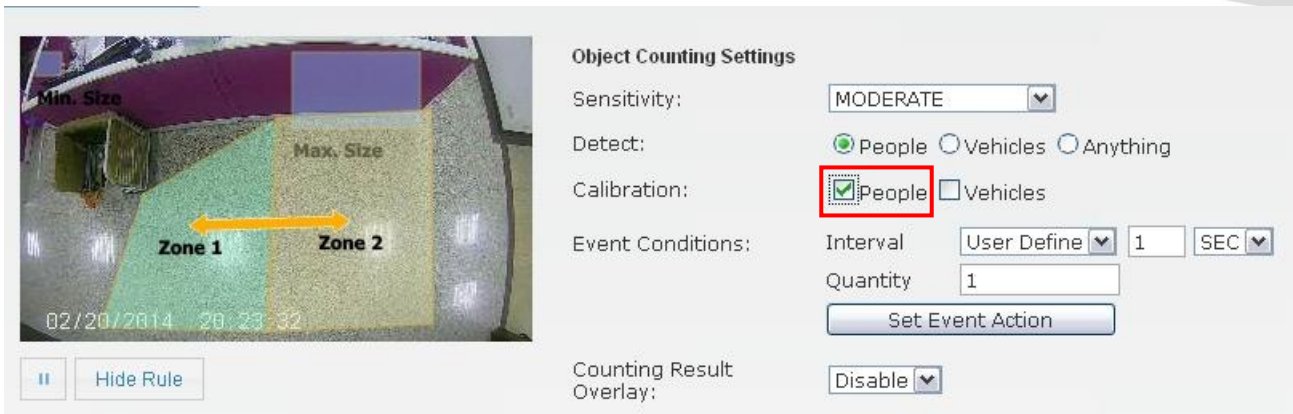 Min. Size
Max. Size
Zone 1
Zone 2
02/20/2014 20:23:32
II
Hide Rule
Object Counting Settings
Sensitivity:
MODERATE
Detect:
People
Vehicles
Anything
Calibration:
People
Vehicles
Event Conditions:
Interval
User Define
1
SEC
Quantity
1
Set Event Action
Counting Result
Overlay:
Disable